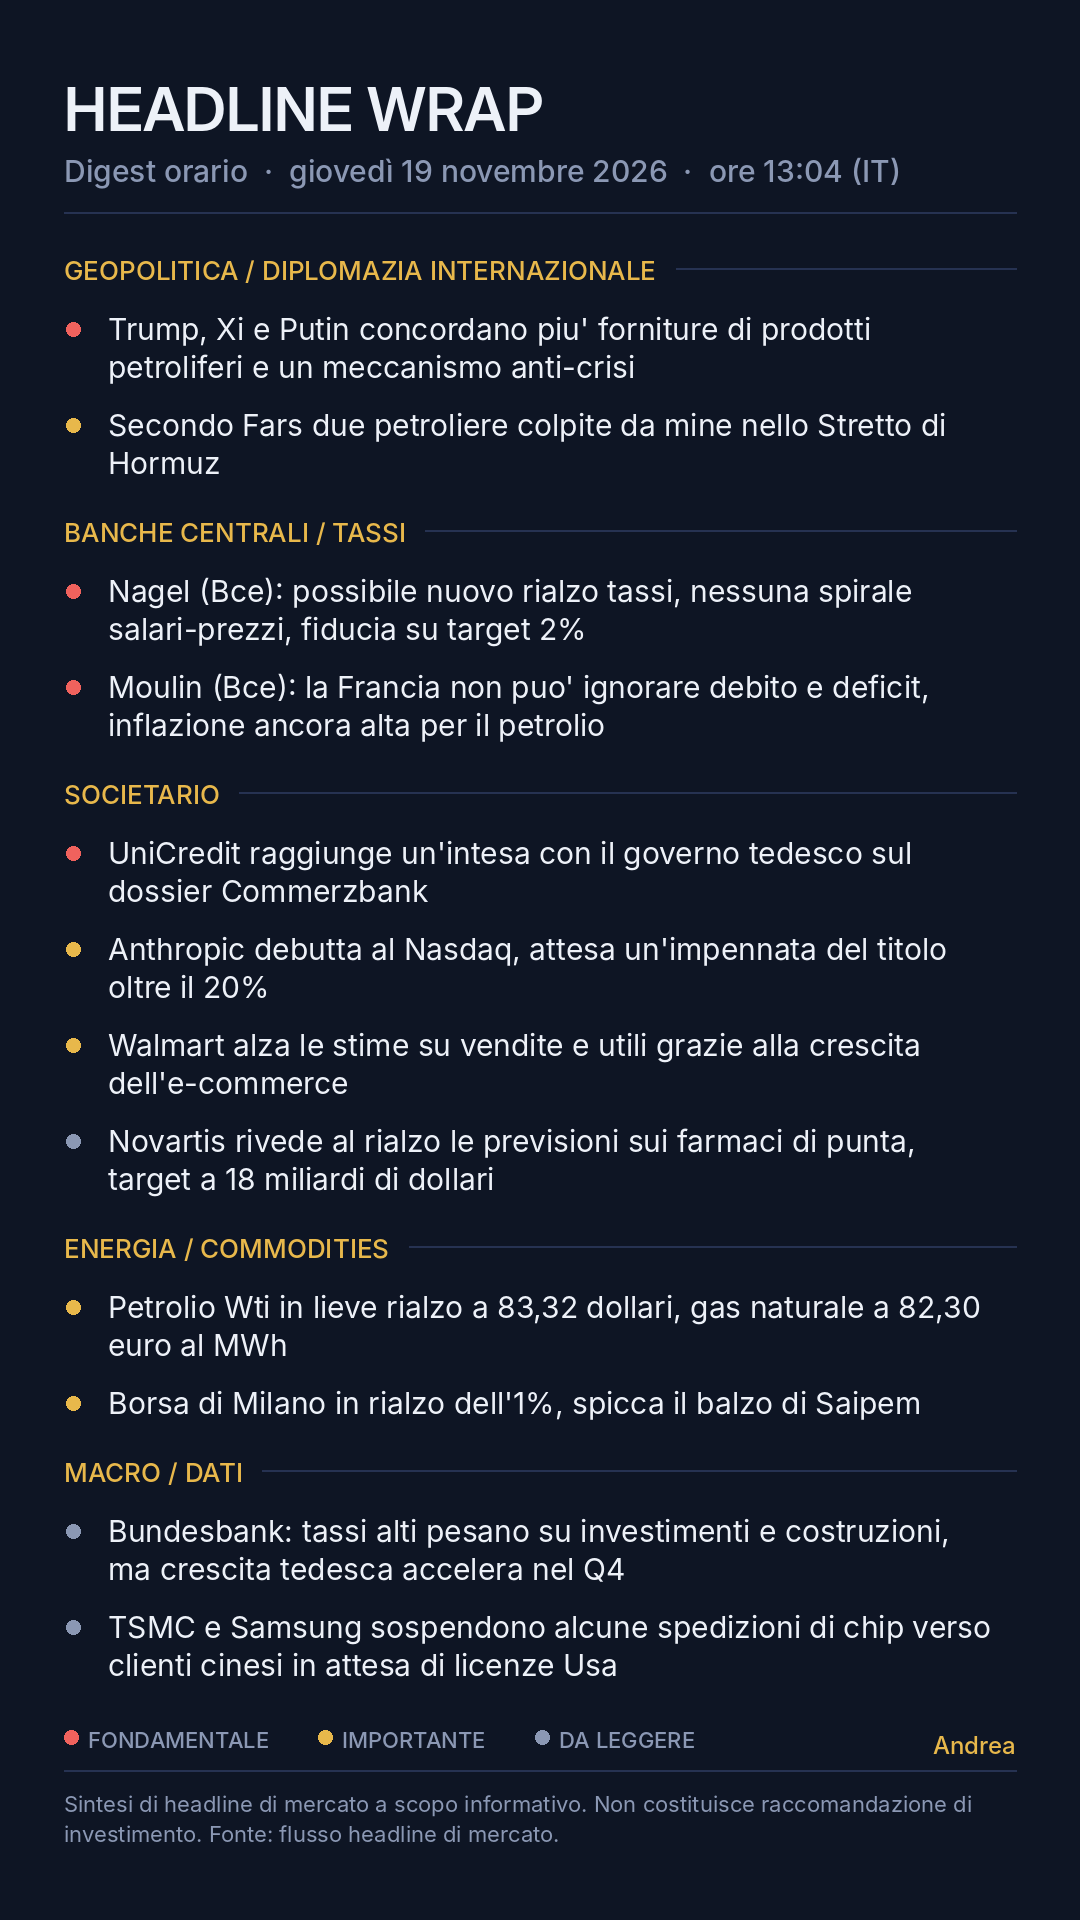 HEADLINE WRAP
Digest orario · giovedì 19 novembre 2026 · ore 13:04 (IT)
GEOPOLITICA / DIPLOMAZIA INTERNAZIONALE
Trump, Xi e Putin concordano piu' forniture di prodotti
petroliferi e un meccanismo anti-crisi
Secondo Fars due petroliere colpite da mine nello Stretto di
Hormuz
BANCHE CENTRALI / TASSI
Nagel (Bce): possibile nuovo rialzo tassi, nessuna spirale
salari-prezzi, fiducia su target 2%
Moulin (Bce): la Francia non puo' ignorare debito e deficit,
inflazione ancora alta per il petrolio
SOCIETARIO
UniCredit raggiunge un'intesa con il governo tedesco sul
dossier Commerzbank
Anthropic debutta al Nasdaq, attesa un'impennata del titolo
oltre il 20%
Walmart alza le stime su vendite e utili grazie alla crescita
dell'e-commerce
Novartis rivede al rialzo le previsioni sui farmaci di punta,
target a 18 miliardi di dollari
ENERGIA / COMMODITIES
Petrolio Wti in lieve rialzo a 83,32 dollari, gas naturale a 82,30
euro al MWh
Borsa di Milano in rialzo dell'1%, spicca il balzo di Saipem
MACRO / DATI
Bundesbank: tassi alti pesano su investimenti e costruzioni,
ma crescita tedesca accelera nel Q4
TSMC e Samsung sospendono alcune spedizioni di chip verso
clienti cinesi in attesa di licenze Usa
FONDAMENTALE IMPORTANTE DA LEGGERE Andrea
Sintesi di headline di mercato a scopo informativo. Non costituisce raccomandazione di
investimento. Fonte: flusso headline di mercato.